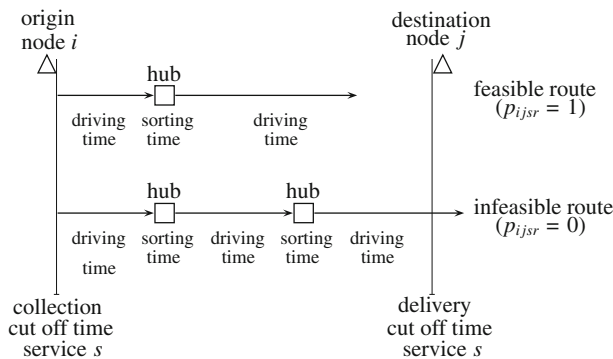 origin
node i
destination
node j
hub
feasible route
(p_ijsr = 1)
driving
time
sorting
time
driving
time
hub
hub
infeasible route
(p_ijsr = 0)
driving
time
sorting
time
driving
time
sorting
time
driving
time
collection
cut off time
service s
delivery
cut off time
service s